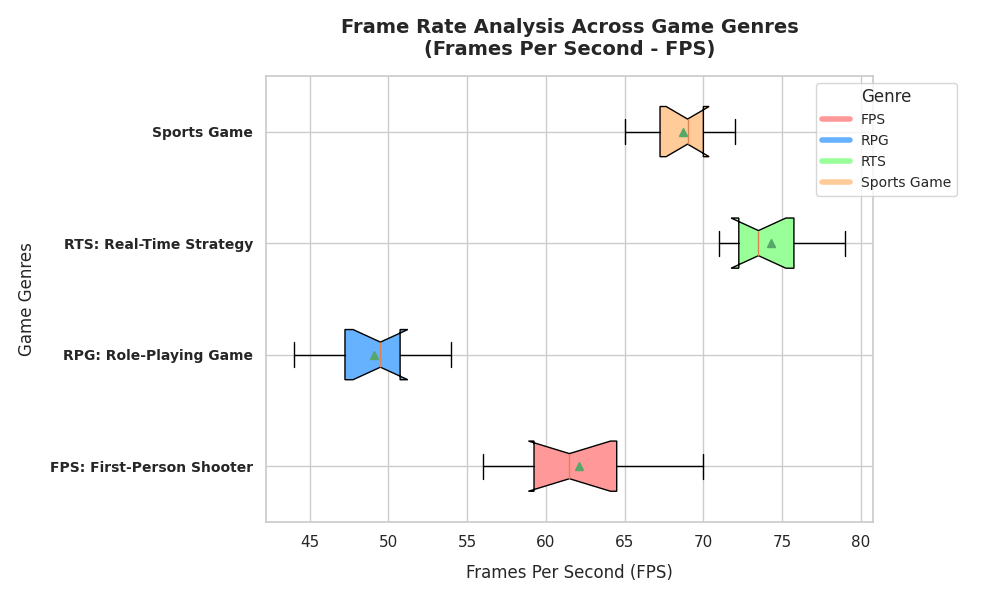 Frame Rate Analysis Across Game Genres
(Frames Per Second - FPS)
Genre
FPS
RPG
RTS
Sports Game
Game Genres
Sports Game
RTS: Real-Time Strategy
RPG: Role-Playing Game
FPS: First-Person Shooter
45 50 55 60 65 70 75 80
Frames Per Second (FPS)